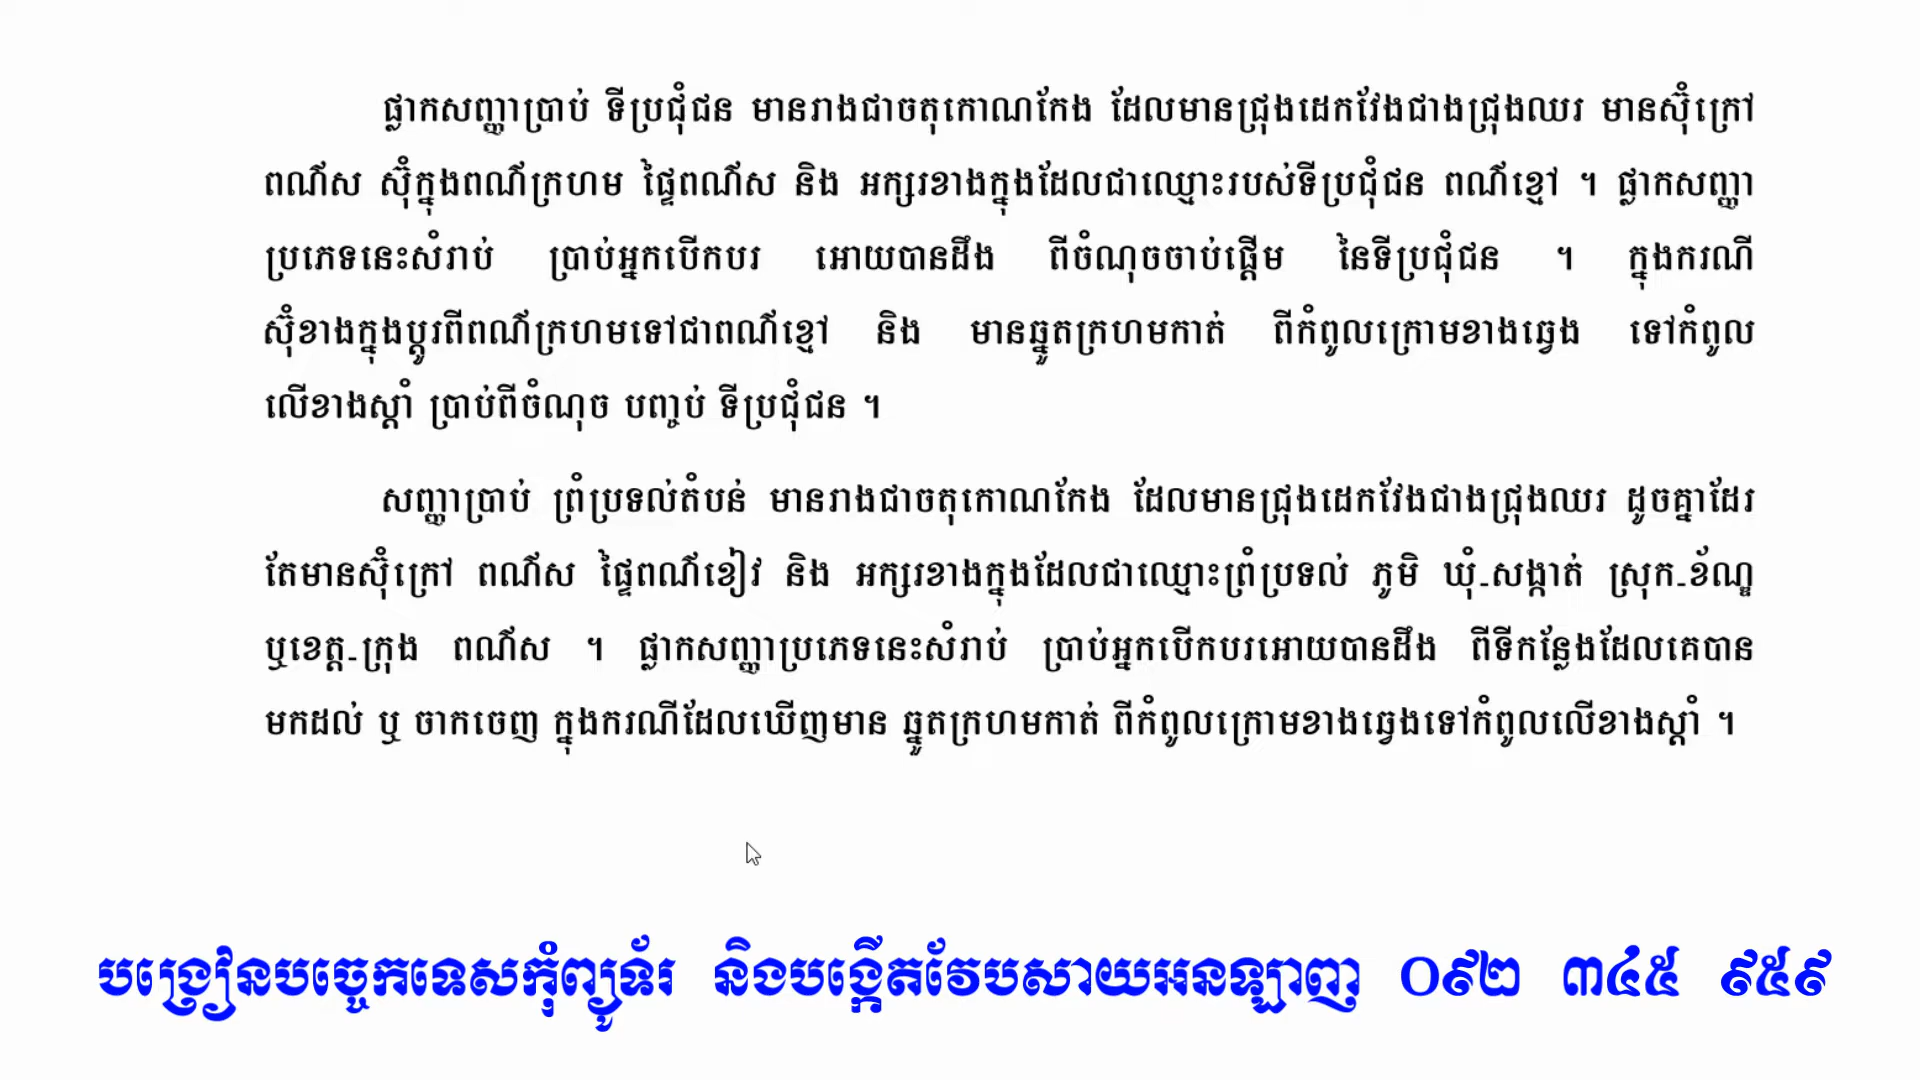 ផ្លាកសញ្ញាប្រាប់ ទីប្រជុំជន មានរាងជាចតុកោណកែង ដែលមានជ្រុងដេកវែងជាងជ្រុងឈរ មានស៊ុំក្រៅ
ពណ៌ស ស៊ុំក្នុងពណ៌ក្រហម ផ្ទៃពណ៌ស និង អក្សរខាងក្នុងដែលជាឈ្មោះរបស់ទីប្រជុំជន ពណ៌ខ្មៅ ។ ផ្លាកសញ្ញា
ប្រភេទនេះសំរាប់ ប្រាប់អ្នកបើកបរ អោយបានដឹង ពីចំណុចចាប់ផ្តើម នៃទីប្រជុំជន ។ ក្នុងករណី
ស៊ុំខាងក្នុងប្តូរពីពណ៌ក្រហមទៅជាពណ៌ខ្មៅ និង មានឆ្នូតក្រហមកាត់ ពីកំពូលក្រោមខាងឆ្វេង ទៅកំពូល
លើខាងស្តាំ ប្រាប់ពីចំណុច បញ្ចប់ ទីប្រជុំជន ។
សញ្ញាប្រាប់ ព្រំប្រទល់តំបន់ មានរាងជាចតុកោណកែង ដែលមានជ្រុងដេកវែងជាងជ្រុងឈរ ដូចគ្នាដែរ
តែមានស៊ុំក្រៅ ពណ៌ស ផ្ទៃពណ៌ខៀវ និង អក្សរខាងក្នុងដែលជាឈ្មោះព្រំប្រទល់ ភូមិ ឃុំ-សង្កាត់ ស្រុក-ខ័ណ្ឌ
ឬខេត្ត-ក្រុង ពណ៌ស ។ ផ្លាកសញ្ញាប្រភេទនេះសំរាប់ ប្រាប់អ្នកបើកបរអោយបានដឹង ពីទីកន្លែងដែលគេបាន
មកដល់ ឬ ចាកចេញ ក្នុងករណីដែលឃើញមាន ឆ្នូតក្រហមកាត់ ពីកំពូលក្រោមខាងឆ្វេងទៅកំពូលលើខាងស្តាំ ។
បង្រៀនបច្ចេកទេសកុំព្យូទ័រ និងបង្កើតវែបសាយអនឡាញ ០៩២ ៣៤៥ ៩៥៩